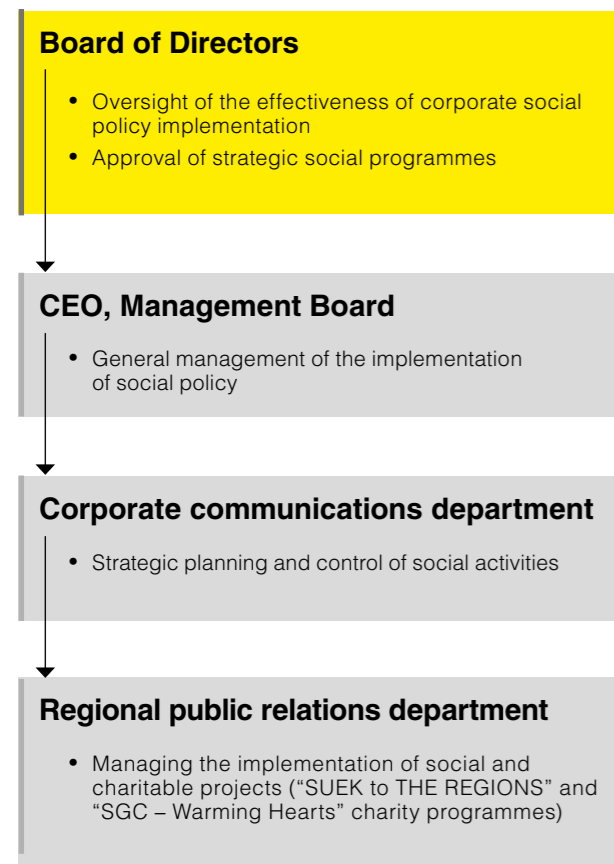 Board of Directors
• Oversight of the effectiveness of corporate social
policy implementation
• Approval of strategic social programmes
CEO, Management Board
• General management of the implementation
of social policy
Corporate communications department
• Strategic planning and control of social activities
Regional public relations department
• Managing the implementation of social and
charitable projects (“SUEK to THE REGIONS” and
“SGC – Warming Hearts” charity programmes)